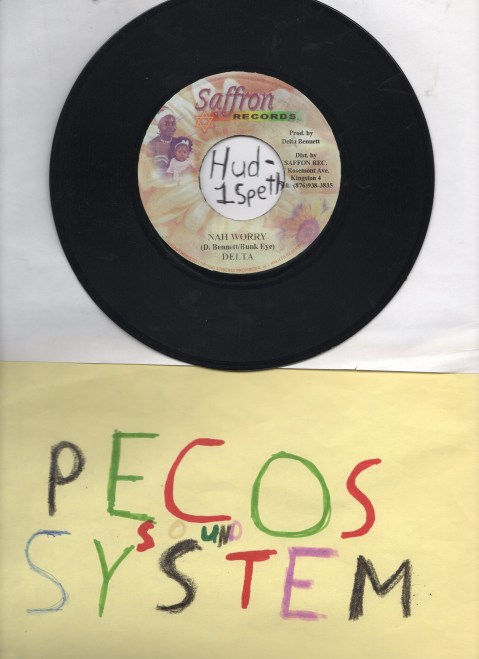 Saffron
RECORDS
Prod. by
Delta Bennett
Dist. by
SAFFON REC.
Rosemont Ave.
Kingston 4
(876)938-3835
Hud-
1Speth
NAH WORRY
(D. Bennett/Bunk Eye)
DELTA
PECOS
SOUND
SYSTEM